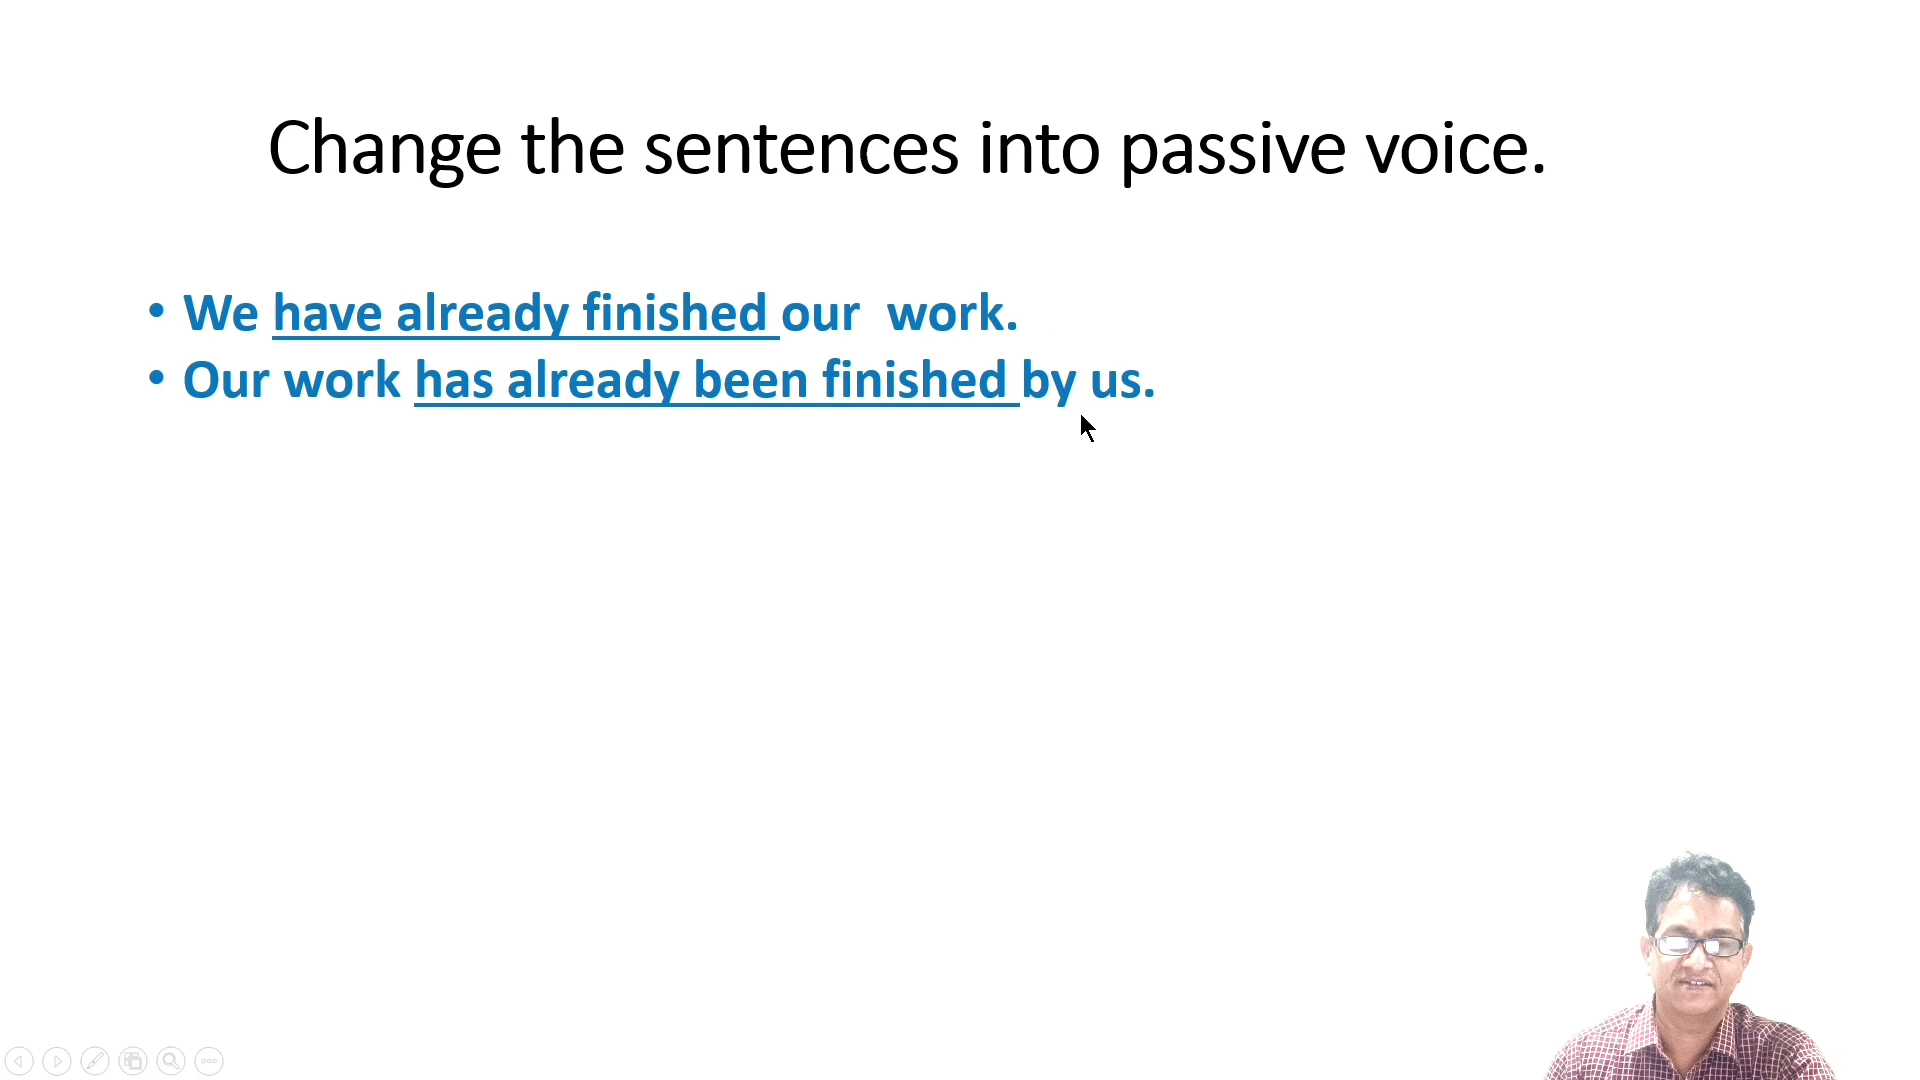 Change the sentences into passive voice.
• We have already finished our  work.
• Our work has already been finished by us.